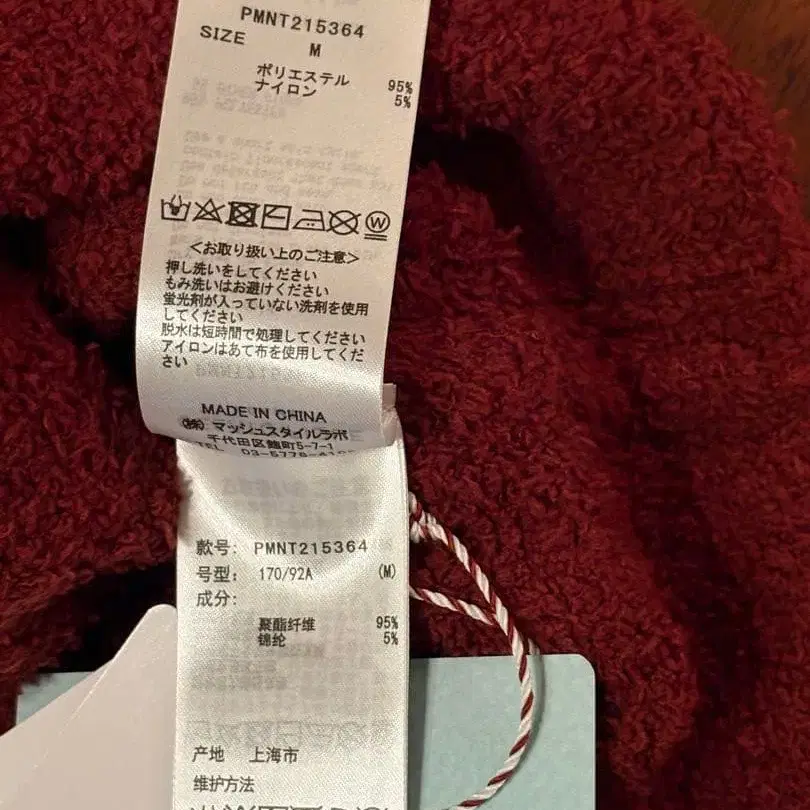 PMNT215364
SIZE M
ポリエステル 95%
ナイロン 5%
<お取り扱い上のご注意>
押し洗いをしてください
もみ洗いはお避けください
蛍光剤が入っていない洗剤を使用
してください
脱水は短時間で処理してください
アイロンはあて布を使用してくだ
さい
MADE IN CHINA
(株) マッシュスタイルラボ
千代田区麹町5-7-1
TEL 03-5778-
款号: PMNT215364
号型: 170/92A (M)
成分:
聚酯纤维 95%
锦纶 5%
产地 上海市
维护方法